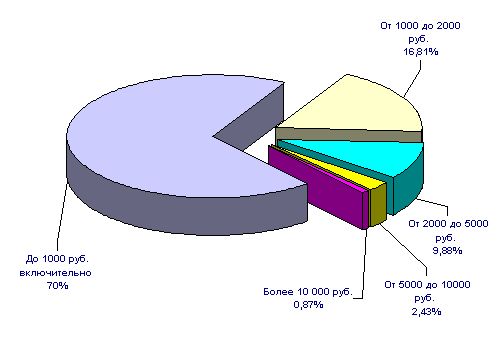 От 1000 до 2000
руб.
16,81%
От 2000 до 5000
руб.
9,88%
До 1000 руб.
включительно
70%
Более 10 000 руб.
0,87%
От 5000 до 10000
руб.
2,43%